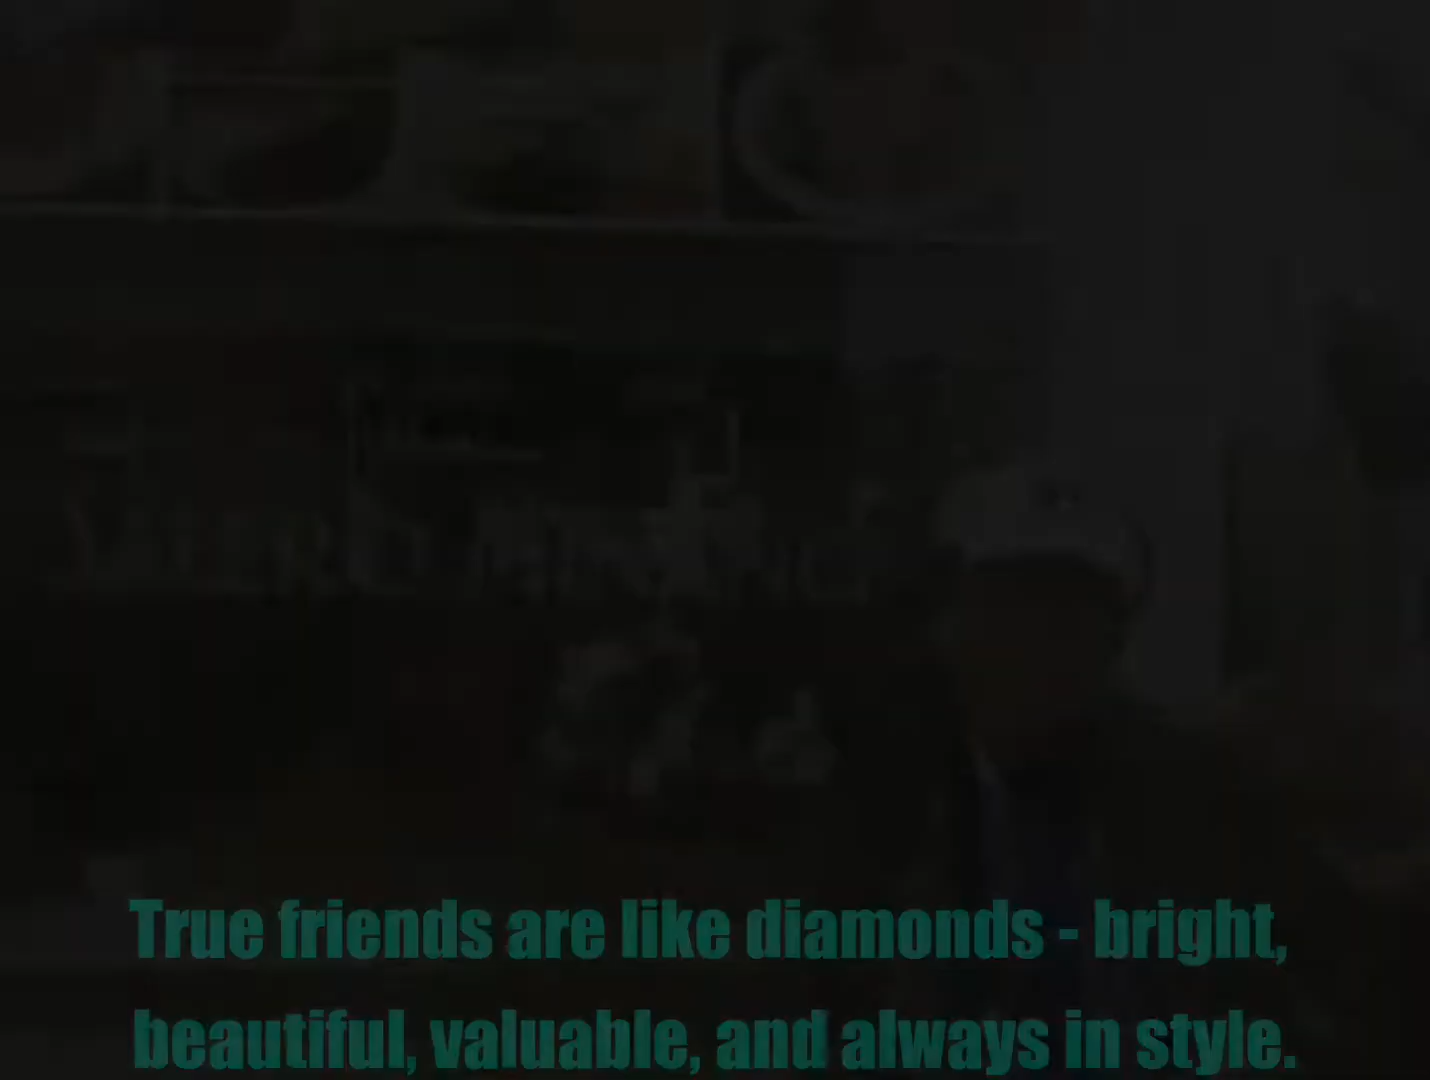 True friends are like diamonds - bright,
beautiful, valuable, and always in style.